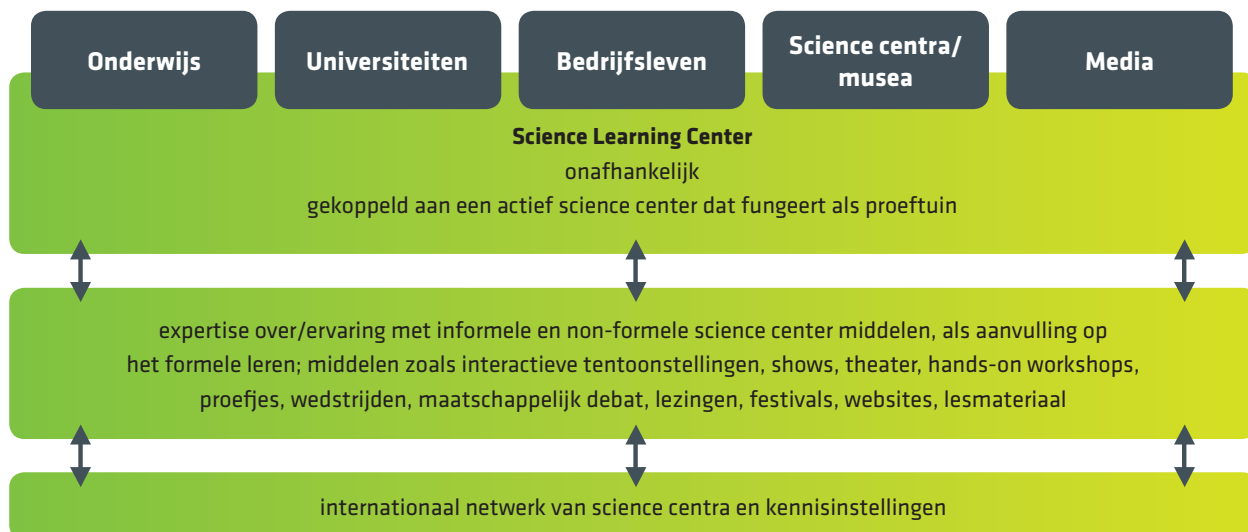 Onderwijs
Universiteiten
Bedrijfsleven
Science centra/
musea
Media
Science Learning Center
onafhankelijk
gekoppeld aan een actief science center dat fungeert als proeftuin
expertise over/ervaring met informele en non-formele science center middelen, als aanvulling op
het formele leren; middelen zoals interactieve tentoonstellingen, shows, theater, hands-on workshops,
proefjes, wedstrijden, maatschappelijk debat, lezingen, festivals, websites, lesmateriaal
internationaal netwerk van science centra en kennisinstellingen